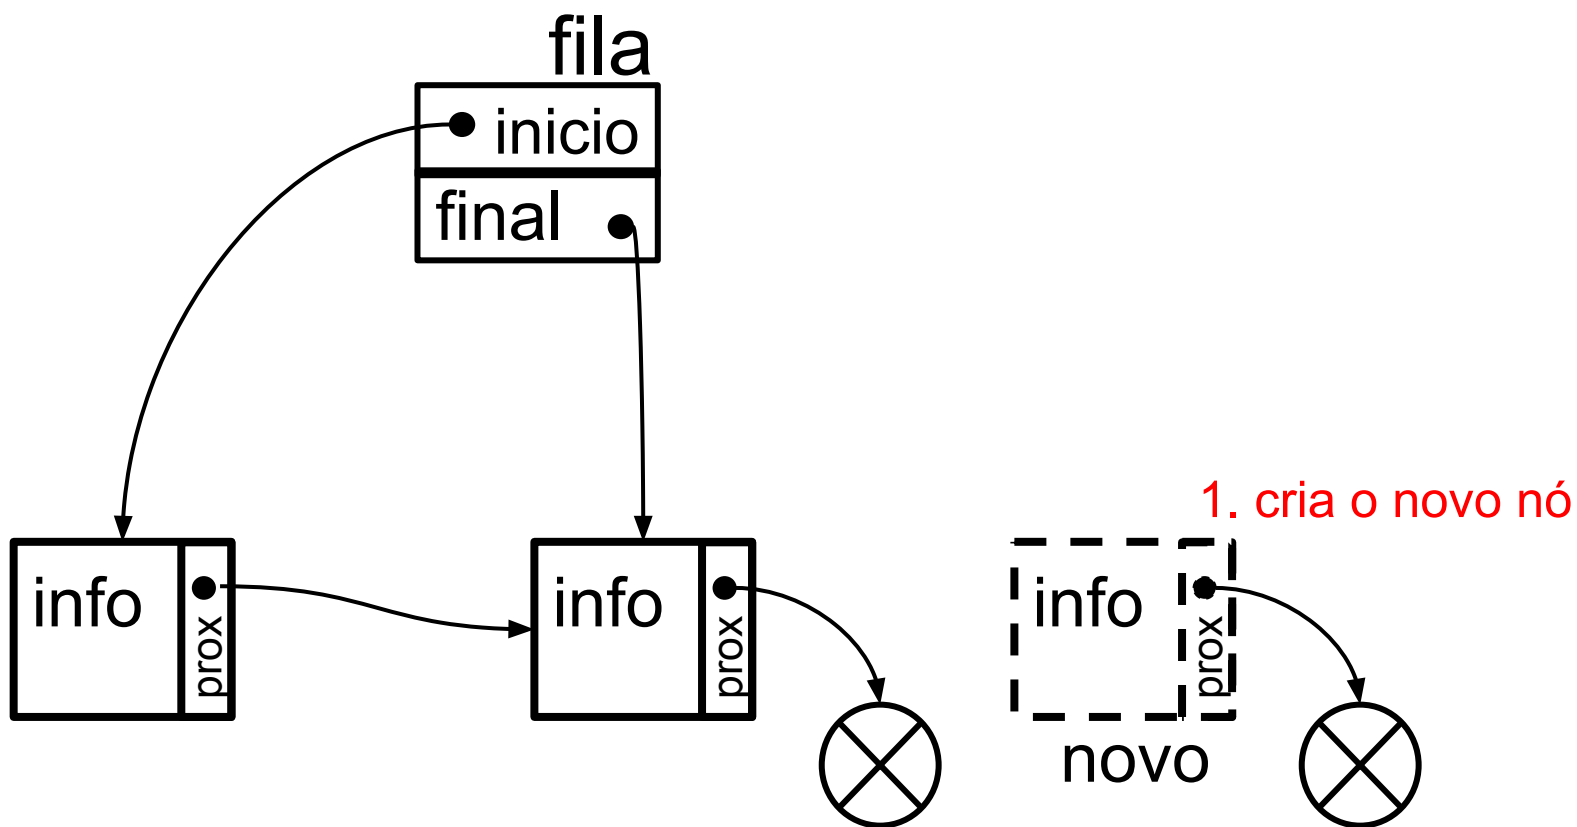 fila
inicio
final
1. cria o novo nó
info
prox
info
prox
info
prox
novo